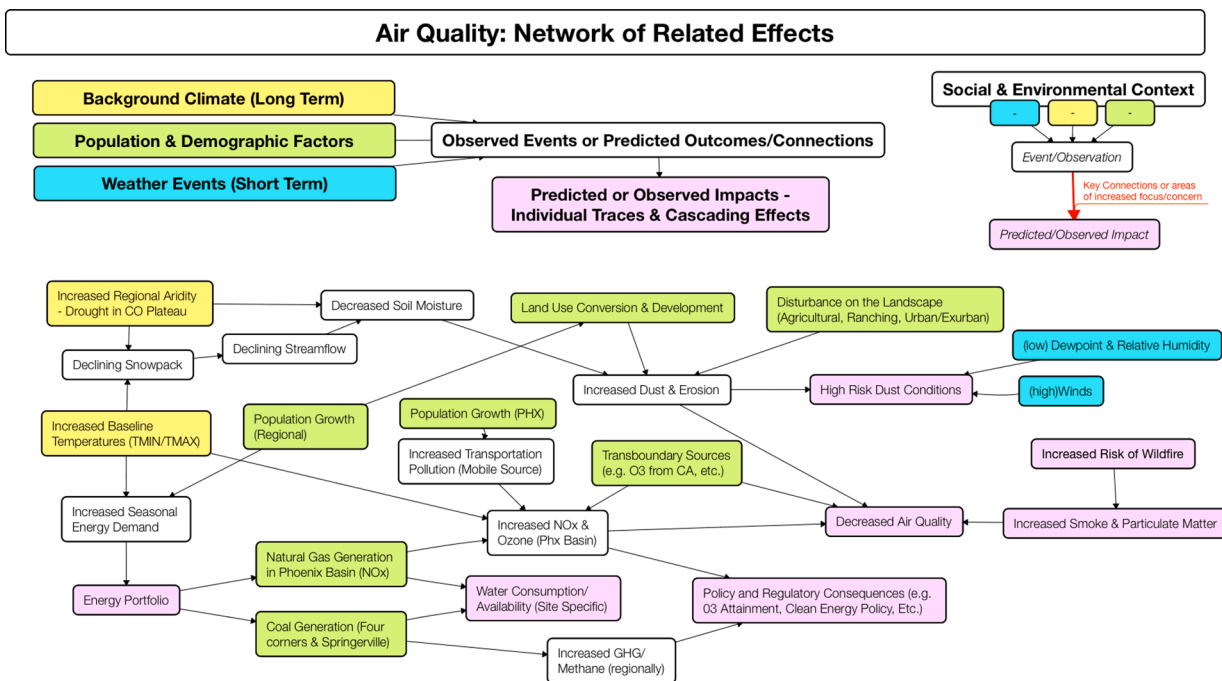 Air Quality: Network of Related Effects
Background Climate (Long Term)
Population & Demographic Factors
Weather Events (Short Term)
Observed Events or Predicted Outcomes/Connections
Predicted or Observed Impacts -
Individual Traces & Cascading Effects
Social & Environmental Context
- - -
Event/Observation
Key Connections or areas
of increased focus/concern
Predicted/Observed Impact
Increased Regional Aridity
- Drought in CO Plateau
Decreased Soil Moisture
Land Use Conversion & Development
Disturbance on the Landscape
(Agricultural, Ranching, Urban/Exurban)
Declining Streamflow
Declining Snowpack
(low) Dewpoint & Relative Humidity
Increased Dust & Erosion
High Risk Dust Conditions
(high)Winds
Population Growth
(Regional)
Population Growth (PHX)
Increased Baseline
Temperatures (TMIN/TMAX)
Increased Transportation
Pollution (Mobile Source)
Transboundary Sources
(e.g. O3 from CA, etc.)
Increased Risk of Wildfire
Increased Seasonal
Energy Demand
Increased NOx &
Ozone (Phx Basin)
Decreased Air Quality
Increased Smoke & Particulate Matter
Natural Gas Generation
in Phoenix Basin (NOx)
Energy Portfolio
Water Consumption/
Availability (Site Specific)
Policy and Regulatory Consequences (e.g.
03 Attainment, Clean Energy Policy, Etc.)
Coal Generation (Four
corners & Springerville)
Increased GHG/
Methane (regionally)